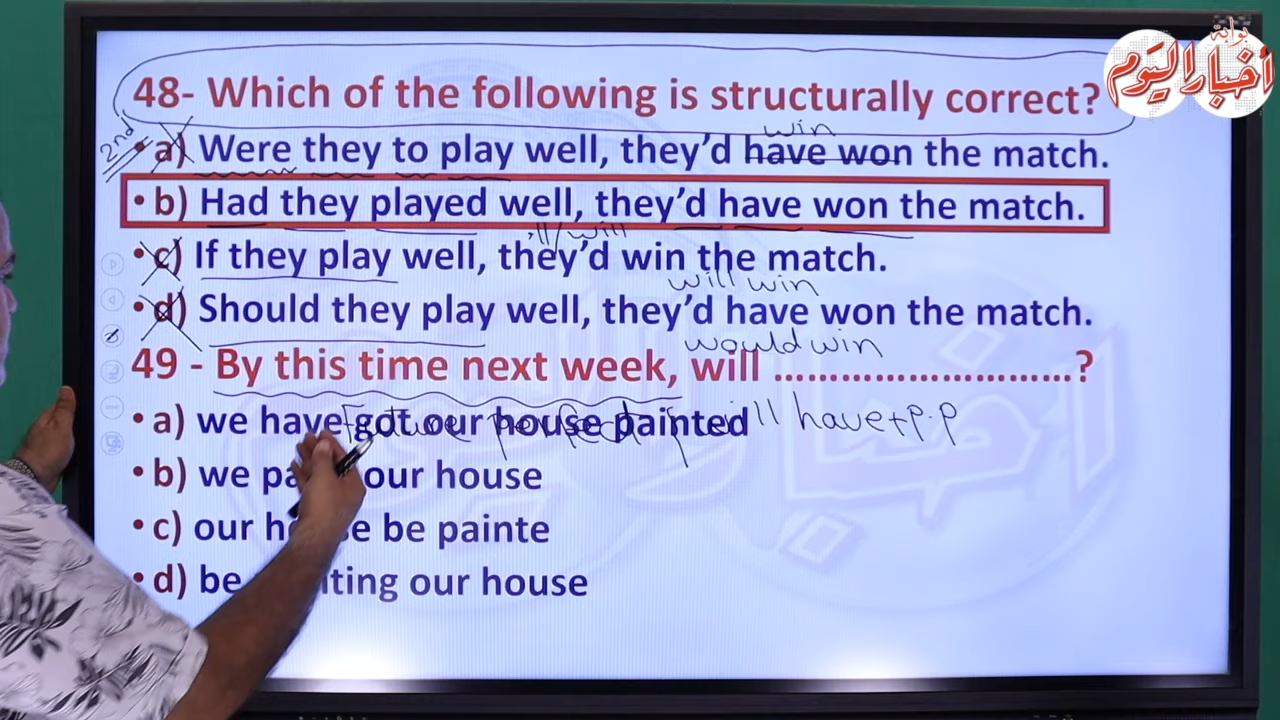 بوابة
أخبار اليوم
48- Which of the following is structurally correct?
2nd
win
• a) Were they to play well, they'd have won the match.
• b) Had they played well, they'd have won the match.
'll / will
• c) If they play well, they'd win the match.
will win
• d) Should they play well, they'd have won the match.
would win
49 - By this time next week, will ..............................?
• a) we have got our house painted
Future perfect will have + p.p
• b) we our house
• c) our be painte
• d) be our house